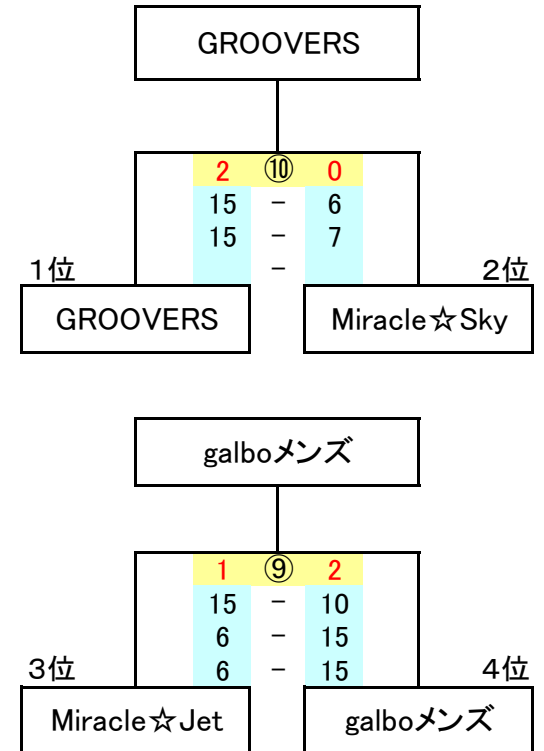 GROOVERS
2 ⑩ 0
15 - 6
15 - 7
-
1位 2位
GROOVERS Miracle☆Sky
galboメンズ
1 ⑨ 2
15 - 10
6 - 15
6 - 15
3位 4位
Miracle☆Jet galboメンズ